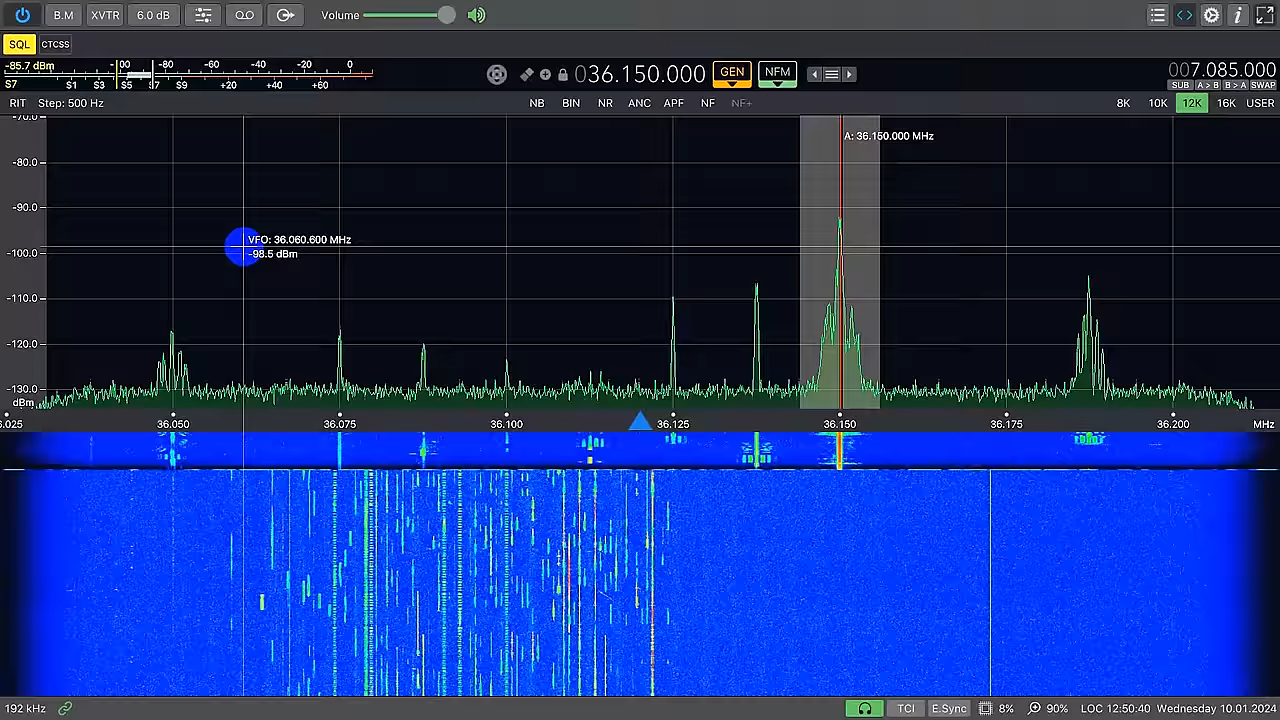 B.M XVTR 6.0 dB Volume
SQL CTCSS
-85.7 dBm -80 -60 -40 -20 0
S7 S1 S3 S5 S9 +20 +40 +60
036.150.000 GEN NFM
007.085.000
SUB A > B B > A SWAP
RIT Step: 500 Hz NB BIN NR ANC APF NF NF+ 8K 10K 12K 16K USER
-70.0
A: 36.150.000 MHz
-80.0
-90.0
VFO: 36.060.600 MHz
-98.5 dBm
-100.0
-110.0
-120.0
-130.0
dBm
36.050 36.075 36.100 36.125 36.150 36.175 36.200 MHz
192 kHz TCI E.Sync 8% 90% LOC 12:50:40 Wednesday 10.01.2024